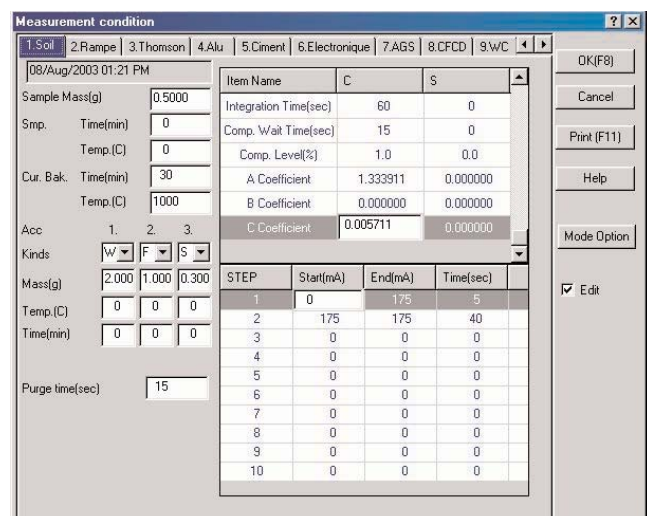 Measurement condition
1.Soil 2.Rampe 3.Thomson 4.Alu 5.Ciment 6.Electronique 7.AGS 8.CFCD 9.WC
08/Aug/2003 01:21 PM
Sample Mass(g) 0.5000
Smp. Time(min) 0
Temp.(C) 0
Cur. Bak. Time(min) 30
Temp.(C) 1000
Acc 1. 2. 3.
Kinds W F S
Mass(g) 2.000 1.000 0.300
Temp.(C) 0 0 0
Time(min) 0 0 0
Purge time(sec) 15
Item Name C S
Integration Time(sec) 60 0
Comp. Wait Time(sec) 15 0
Comp. Level(%) 1.0 0.0
A Coefficient 1.333911 0.000000
B Coefficient 0.000000 0.000000
C Coefficient 0.005711 0.000000
STEP Start(mA) End(mA) Time(sec)
1 0 175 5
2 175 175 40
3 0 0 0
4 0 0 0
5 0 0 0
6 0 0 0
7 0 0 0
8 0 0 0
9 0 0 0
10 0 0 0
OK(F8)
Cancel
Print (F11)
Help
Mode Option
Edit